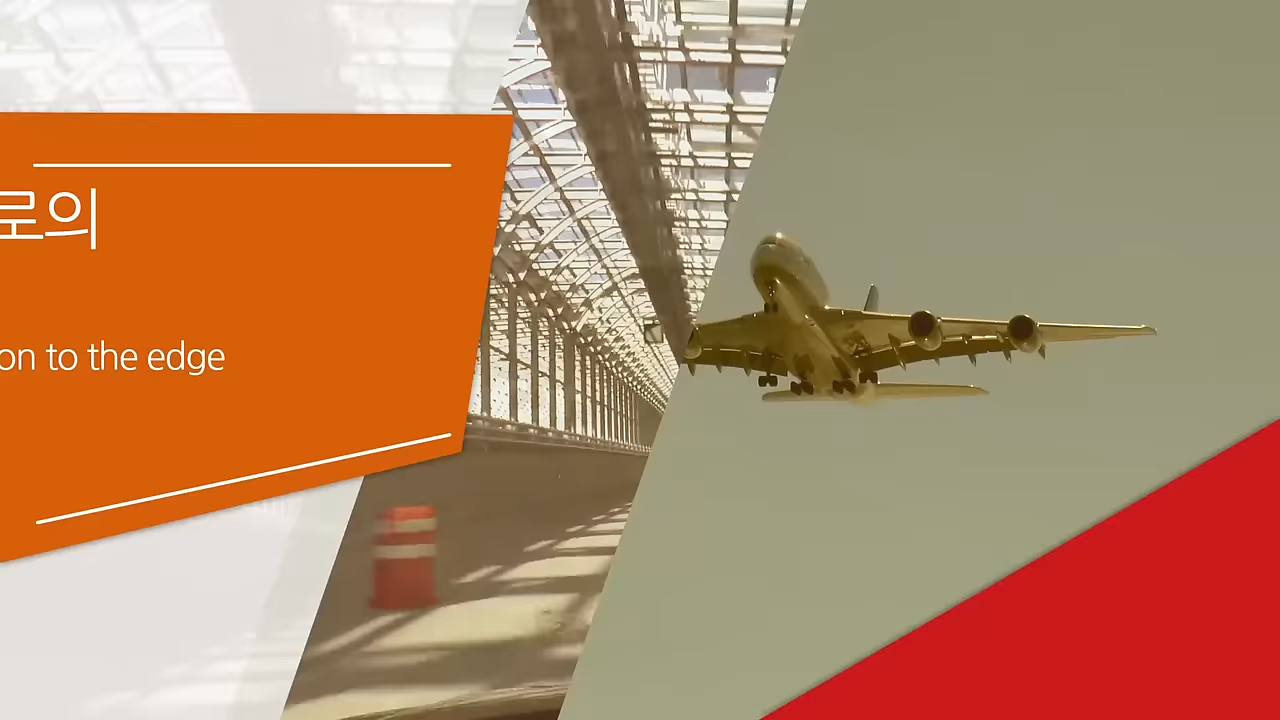 로의
on to the edge